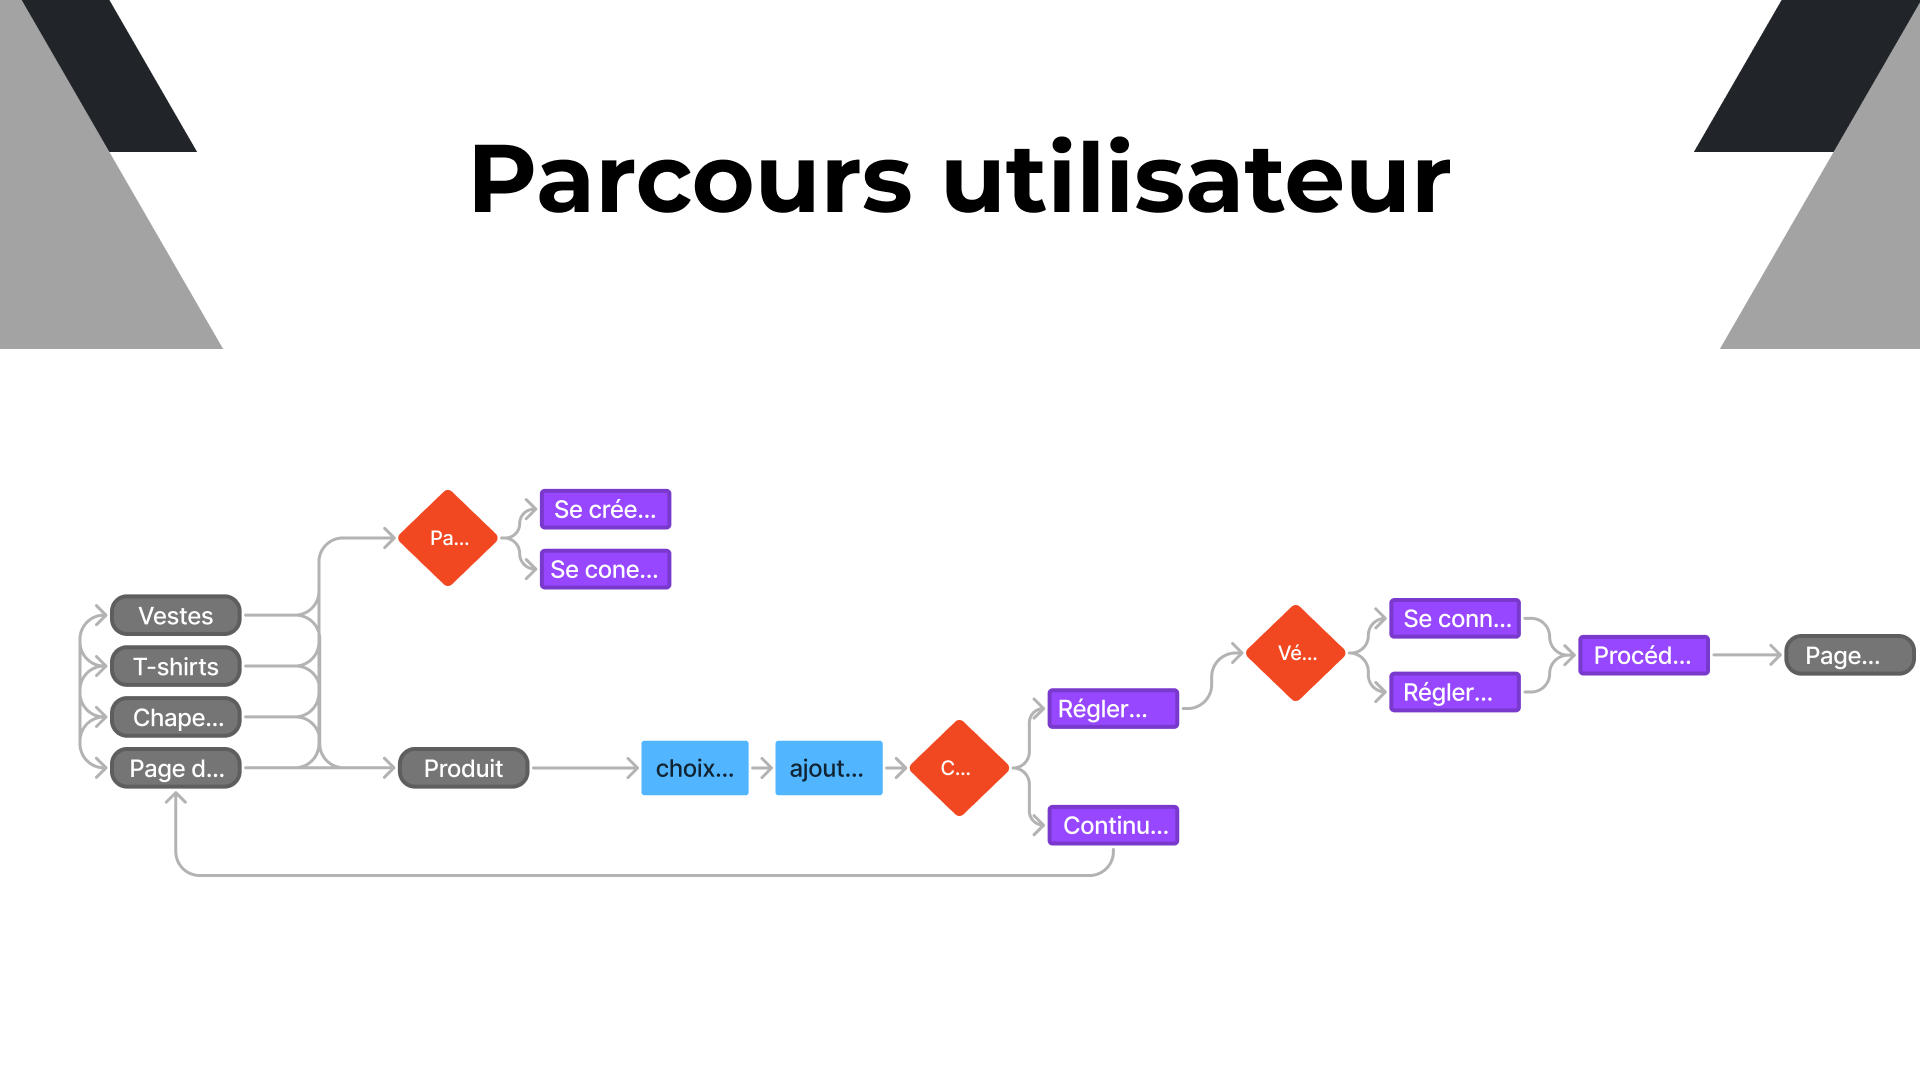 Parcours utilisateur
Pa...
Se crée...
Se cone...
Vestes
T-shirts
Chape...
Page d...
Produit
choix...
ajout...
C...
Régler...
Continu...
Vé...
Se conn...
Régler...
Procéd...
Page...